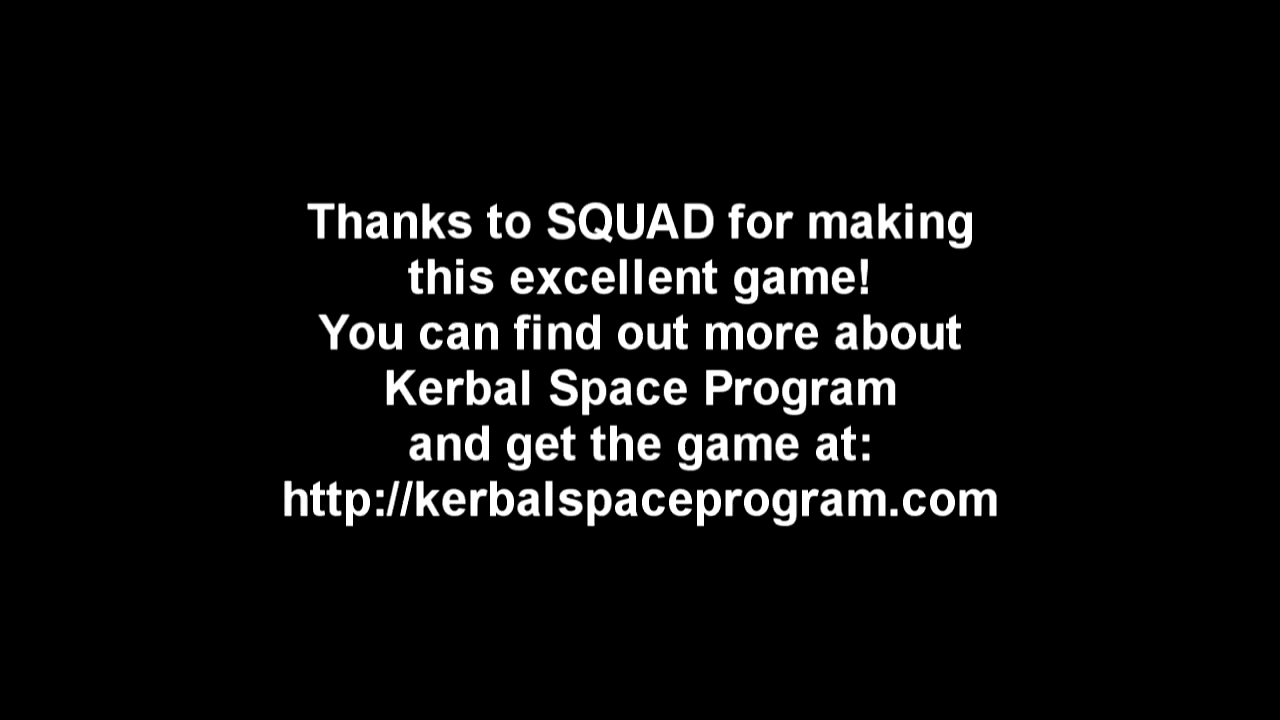 Thanks to SQUAD for making
this excellent game!
You can find out more about
Kerbal Space Program
and get the game at:
http://kerbalspaceprogram.com